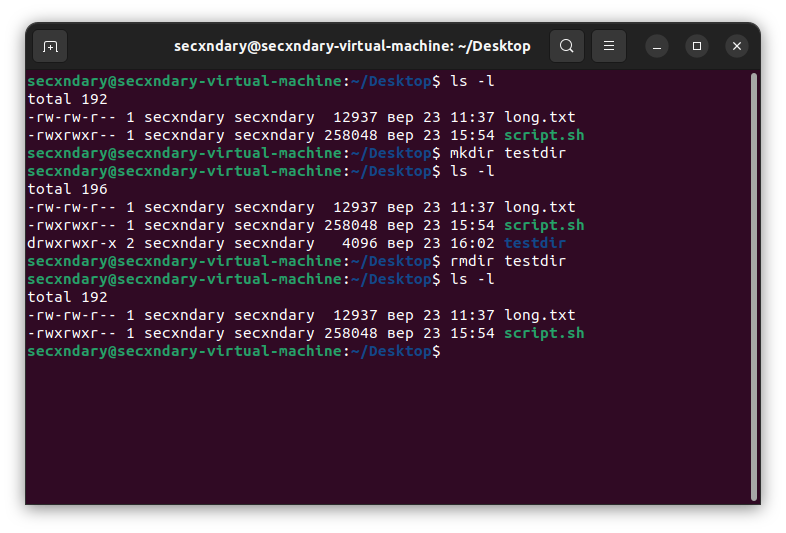 secxndary@secxndary-virtual-machine: ~/Desktop
secxndary@secxndary-virtual-machine:~/Desktop$ ls -l
total 192
-rw-rw-r-- 1 secxndary secxndary  12937 вер 23 11:37 long.txt
-rwxrwxr-- 1 secxndary secxndary 258048 вер 23 15:54 script.sh
secxndary@secxndary-virtual-machine:~/Desktop$ mkdir testdir
secxndary@secxndary-virtual-machine:~/Desktop$ ls -l
total 196
-rw-rw-r-- 1 secxndary secxndary  12937 вер 23 11:37 long.txt
-rwxrwxr-- 1 secxndary secxndary 258048 вер 23 15:54 script.sh
drwxrwxr-x 2 secxndary secxndary   4096 вер 23 16:02 testdir
secxndary@secxndary-virtual-machine:~/Desktop$ rmdir testdir
secxndary@secxndary-virtual-machine:~/Desktop$ ls -l
total 192
-rw-rw-r-- 1 secxndary secxndary  12937 вер 23 11:37 long.txt
-rwxrwxr-- 1 secxndary secxndary 258048 вер 23 15:54 script.sh
secxndary@secxndary-virtual-machine:~/Desktop$